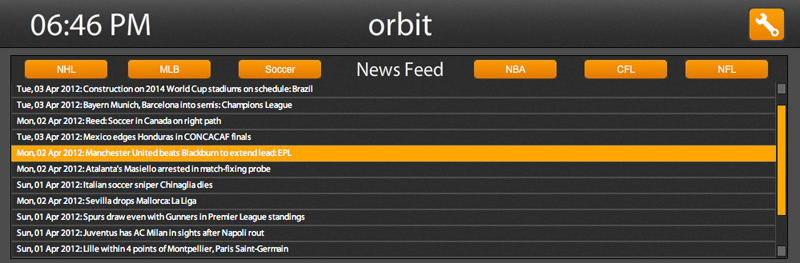 06:46 PM
orbit
NHL
MLB
Soccer
News Feed
NBA
CFL
NFL
Tue, 03 Apr 2012: Construction on 2014 World Cup stadiums on schedule: Brazil
Tue, 03 Apr 2012: Bayern Munich, Barcelona into semis: Champions League
Mon, 02 Apr 2012: Reed: Soccer in Canada on right path
Tue, 03 Apr 2012: Mexico edges Honduras in CONCACAF finals
Mon, 02 Apr 2012: Manchester United beats Blackburn to extend lead: EPL
Mon, 02 Apr 2012: Atalanta's Masiello arrested in match-fixing probe
Sun, 01 Apr 2012: Italian soccer sniper Chinaglia dies
Mon, 02 Apr 2012: Sevilla drops Mallorca: La Liga
Sun, 01 Apr 2012: Spurs draw even with Gunners in Premier League standings
Sun, 01 Apr 2012: Juventus has AC Milan in sights after Napoli rout
Sun, 01 Apr 2012: Lille within 4 points of Montpellier, Paris Saint-Germain